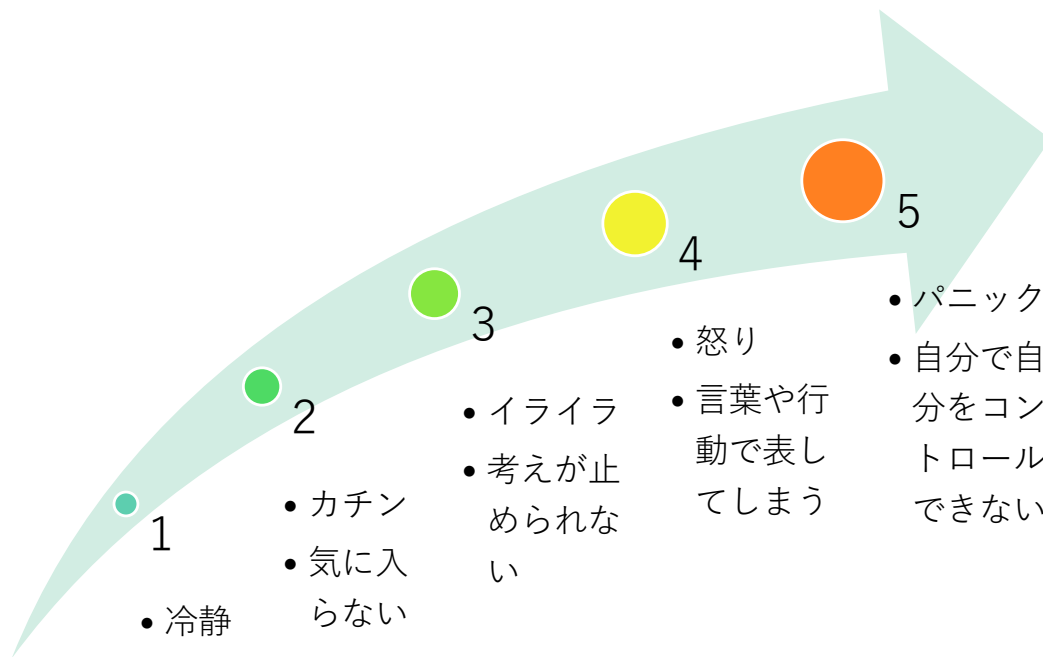 1
• 冷静
2
• カチン
• 気に入
らない
3
• イライラ
• 考えが止
められな
い
4
• 怒り
• 言葉や行
動で表し
てしまう
5
• パニック
• 自分で自
分をコン
トロール
できない